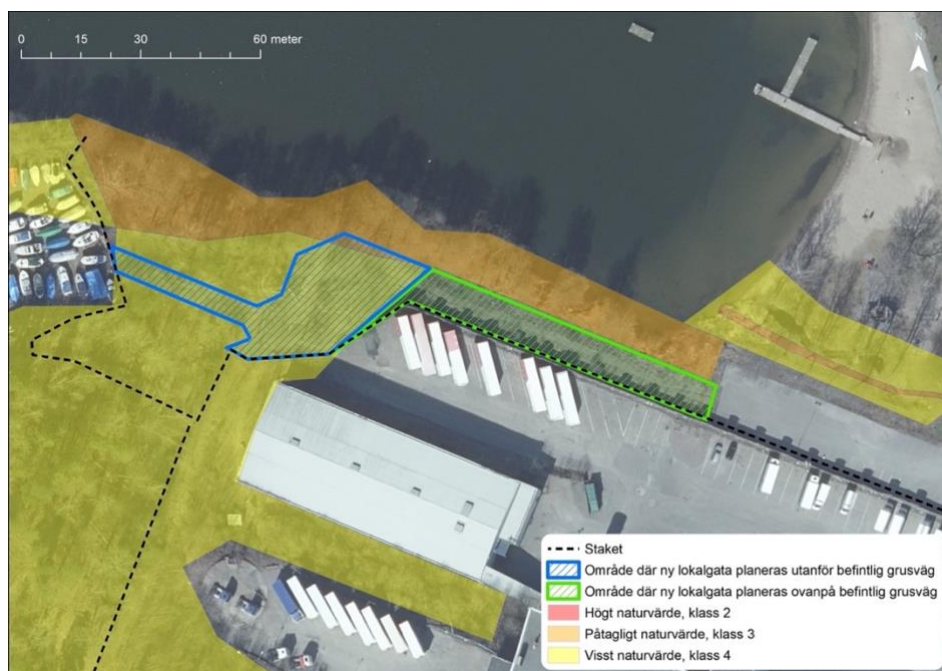 0 15 30 60 meter
N
Staket
Område där ny lokalgata planeras utanför befintlig grusväg
Område där ny lokalgata planeras ovanpå befintlig grusväg
Högt naturvärde, klass 2
Påtagligt naturvärde, klass 3
Visst naturvärde, klass 4